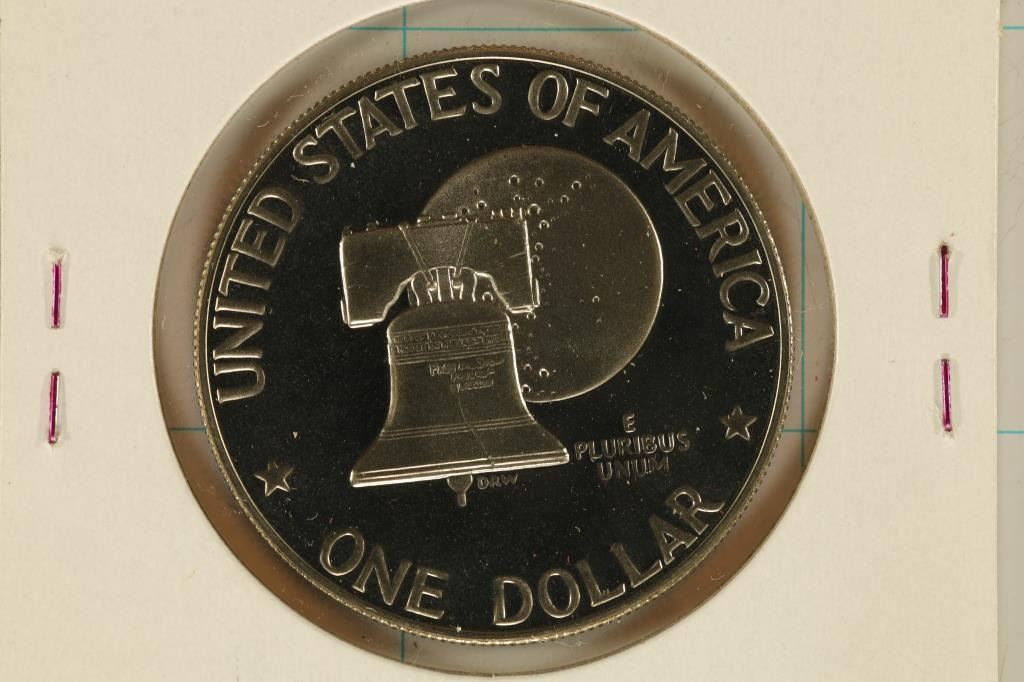 UNITED STATES OF AMERICA
E
PLURIBUS
UNUM
DRW
ONE DOLLAR